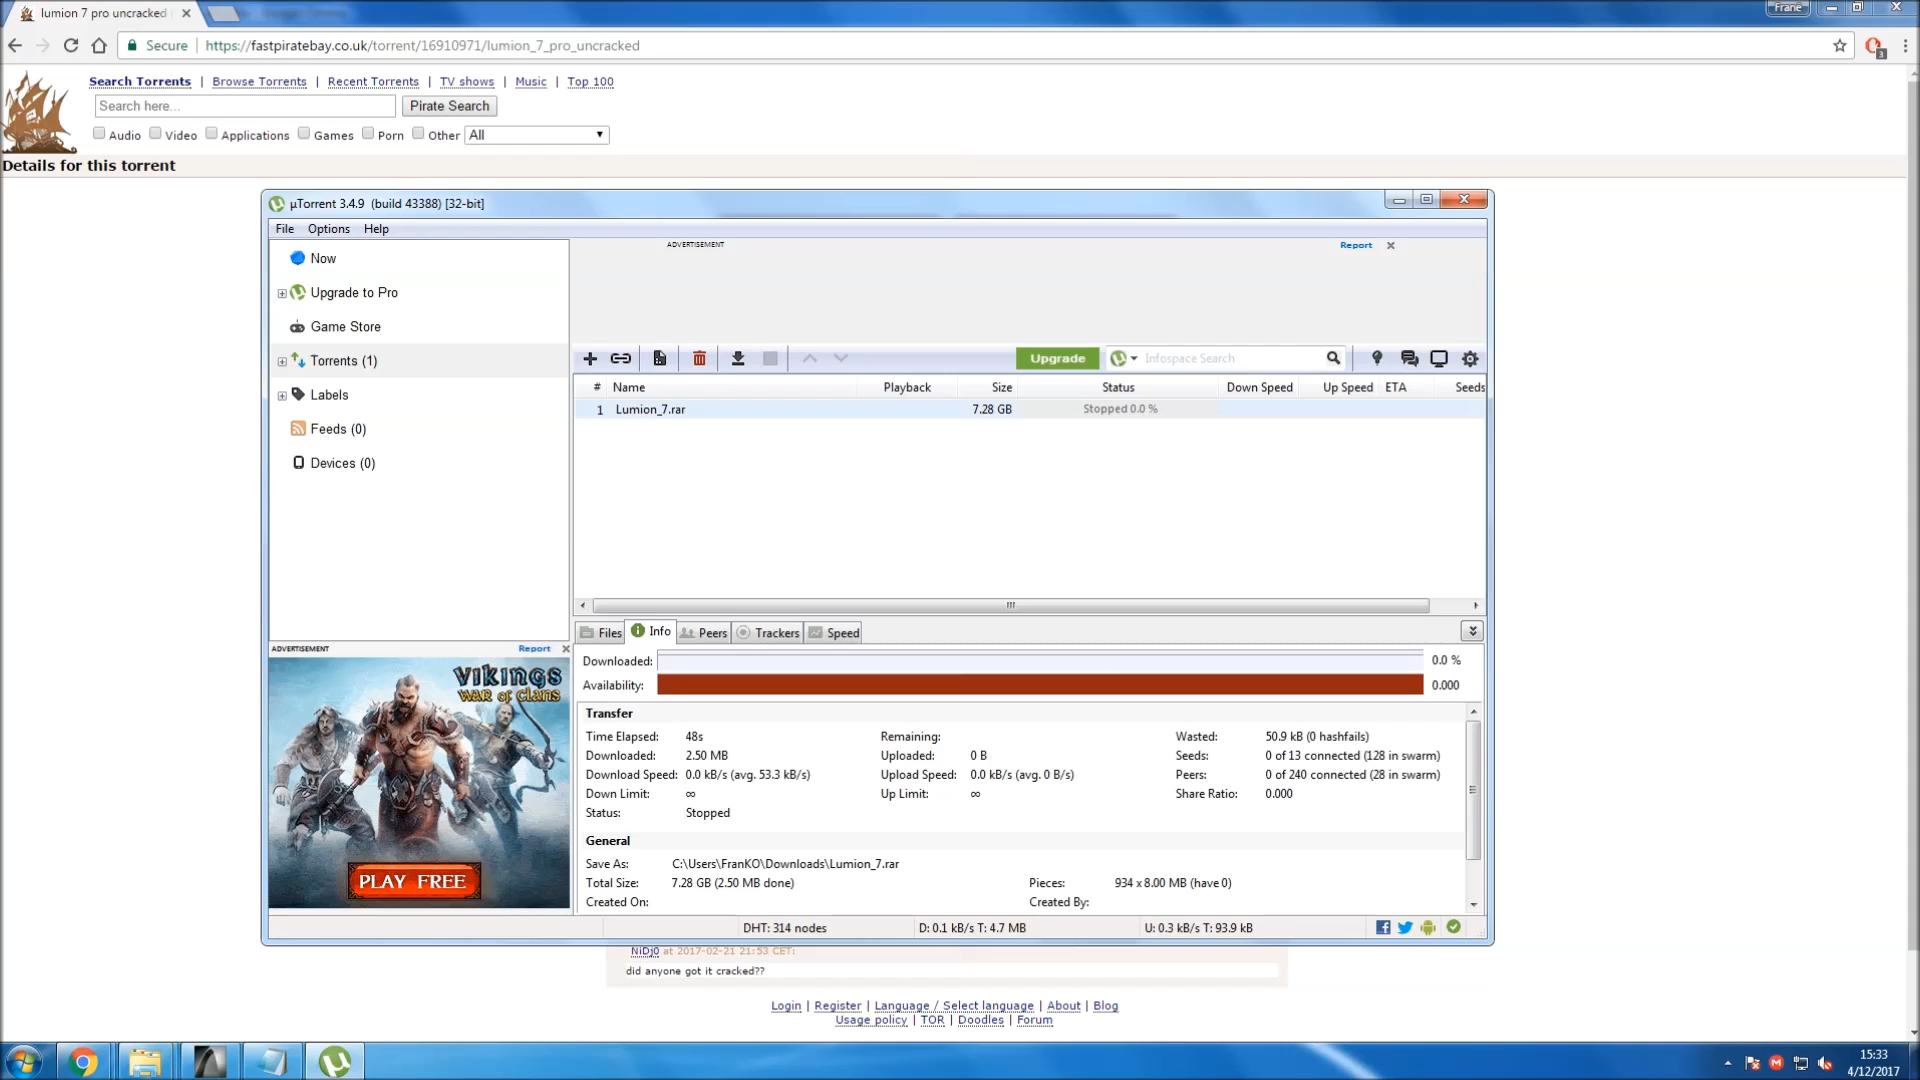 lumion 7 pro uncracked
Frane
Secure | https://fastpiratebay.co.uk/torrent/16910971/lumion_7_pro_uncracked
3
Search Torrents | Browse Torrents | Recent Torrents | TV shows | Music | Top 100
Search here... Pirate Search
Audio Video Applications Games Porn Other All
Details for this torrent
µTorrent 3.4.9 (build 43388) [32-bit]
File Options Help
ADVERTISEMENT Report
Now
Upgrade to Pro
Game Store
Torrents (1)
Labels
Feeds (0)
Devices (0)
Upgrade Infospace Search
# Name Playback Size Status Down Speed Up Speed ETA Seeds
1 Lumion_7.rar 7.28 GB Stopped 0.0 %
ADVERTISEMENT Report
VIKINGS
WAR OF CLANS
PLAY FREE
Files Info Peers Trackers Speed
Downloaded: 0.0 %
Availability: 0.000
Transfer
Time Elapsed: 48s Remaining: Wasted: 50.9 kB (0 hashfails)
Downloaded: 2.50 MB Uploaded: 0 B Seeds: 0 of 13 connected (128 in swarm)
Download Speed: 0.0 kB/s (avg. 53.3 kB/s) Upload Speed: 0.0 kB/s (avg. 0 B/s) Peers: 0 of 240 connected (28 in swarm)
Down Limit: ∞ Up Limit: ∞ Share Ratio: 0.000
Status: Stopped
General
Save As: C:\Users\FranKO\Downloads\Lumion_7.rar
Total Size: 7.28 GB (2.50 MB done) Pieces: 934 x 8.00 MB (have 0)
Created On: Created By:
DHT: 314 nodes D: 0.1 kB/s T: 4.7 MB U: 0.3 kB/s T: 93.9 kB
NiDj0 at 2017-02-21 21:53 CET:
did anyone got it cracked??
Login | Register | Language / Select language | About | Blog
Usage policy | TOR | Doodles | Forum
15:33
4/12/2017